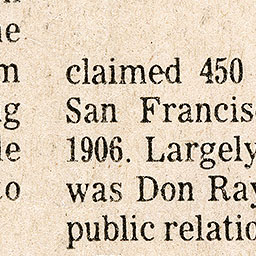 claimed 450
San Francis
1906. Largely
was Don Ray
public relatio